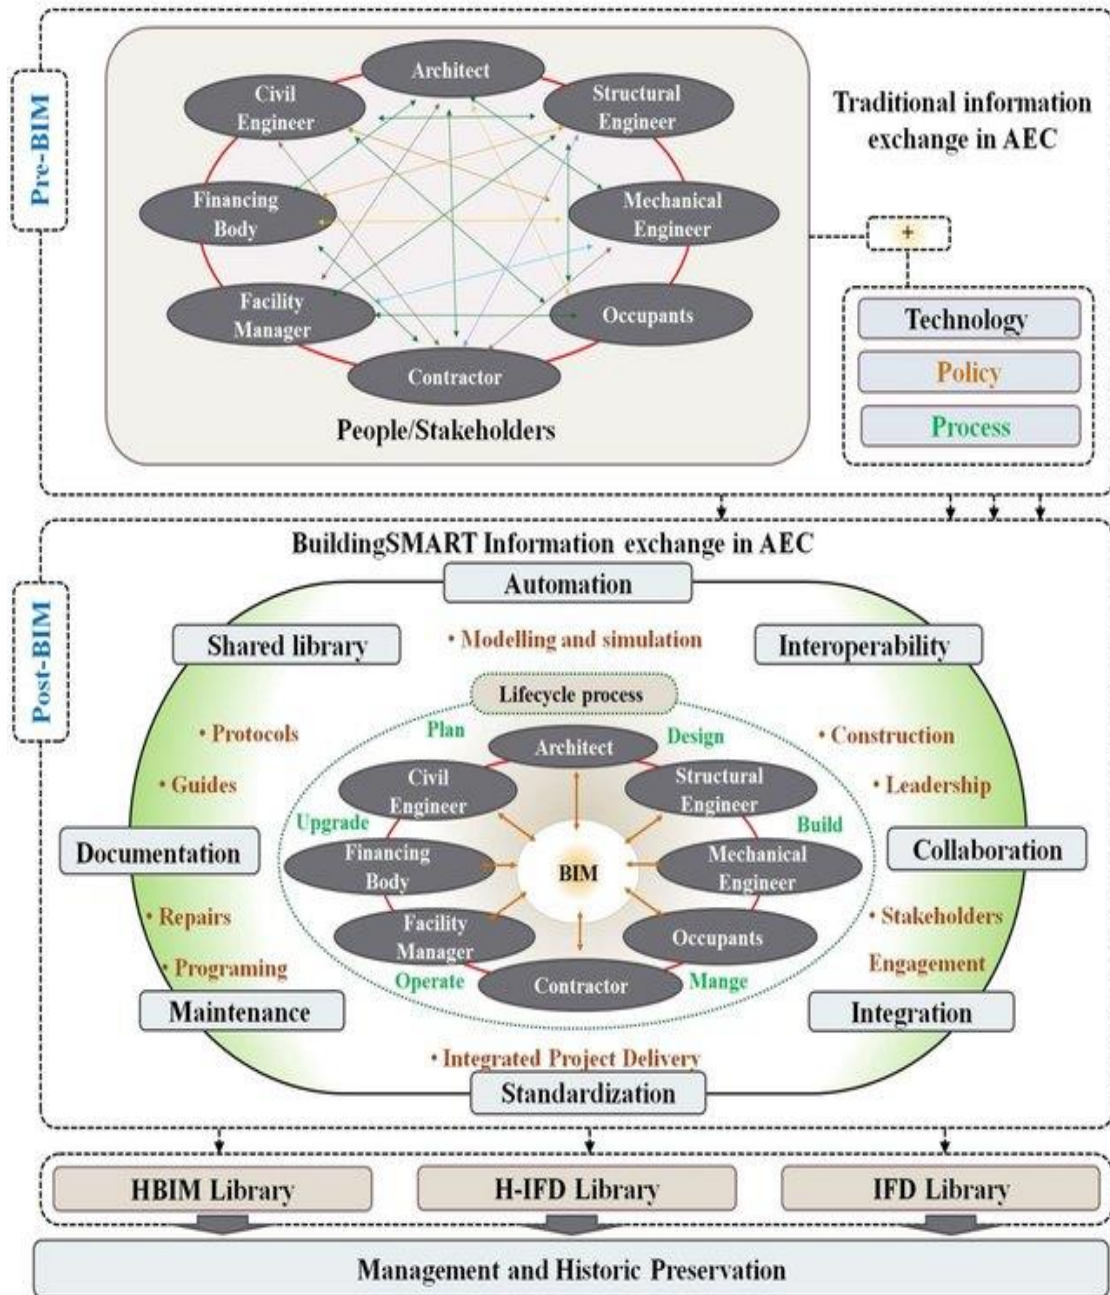 Pre-BIM
Architect
Civil
Engineer
Structural
Engineer
Financing
Body
Mechanical
Engineer
Facility
Manager
Occupants
Contractor
People/Stakeholders
Traditional information
exchange in AEC
+
Technology
Policy
Process
Post-BIM
BuildingSMART Information exchange in AEC
Automation
Shared library
• Modelling and simulation
Interoperability
Lifecycle process
• Protocols
Plan
Architect
Design
• Construction
• Guides
Civil
Engineer
Structural
Engineer
• Leadership
Upgrade
Build
Documentation
Financing
Body
BIM
Mechanical
Engineer
Collaboration
• Repairs
Facility
Manager
Occupants
• Stakeholders
Engagement
• Programing
Operate
Contractor
Mange
Maintenance
Integration
• Integrated Project Delivery
Standardization
HBIM Library
H-IFD Library
IFD Library
Management and Historic Preservation